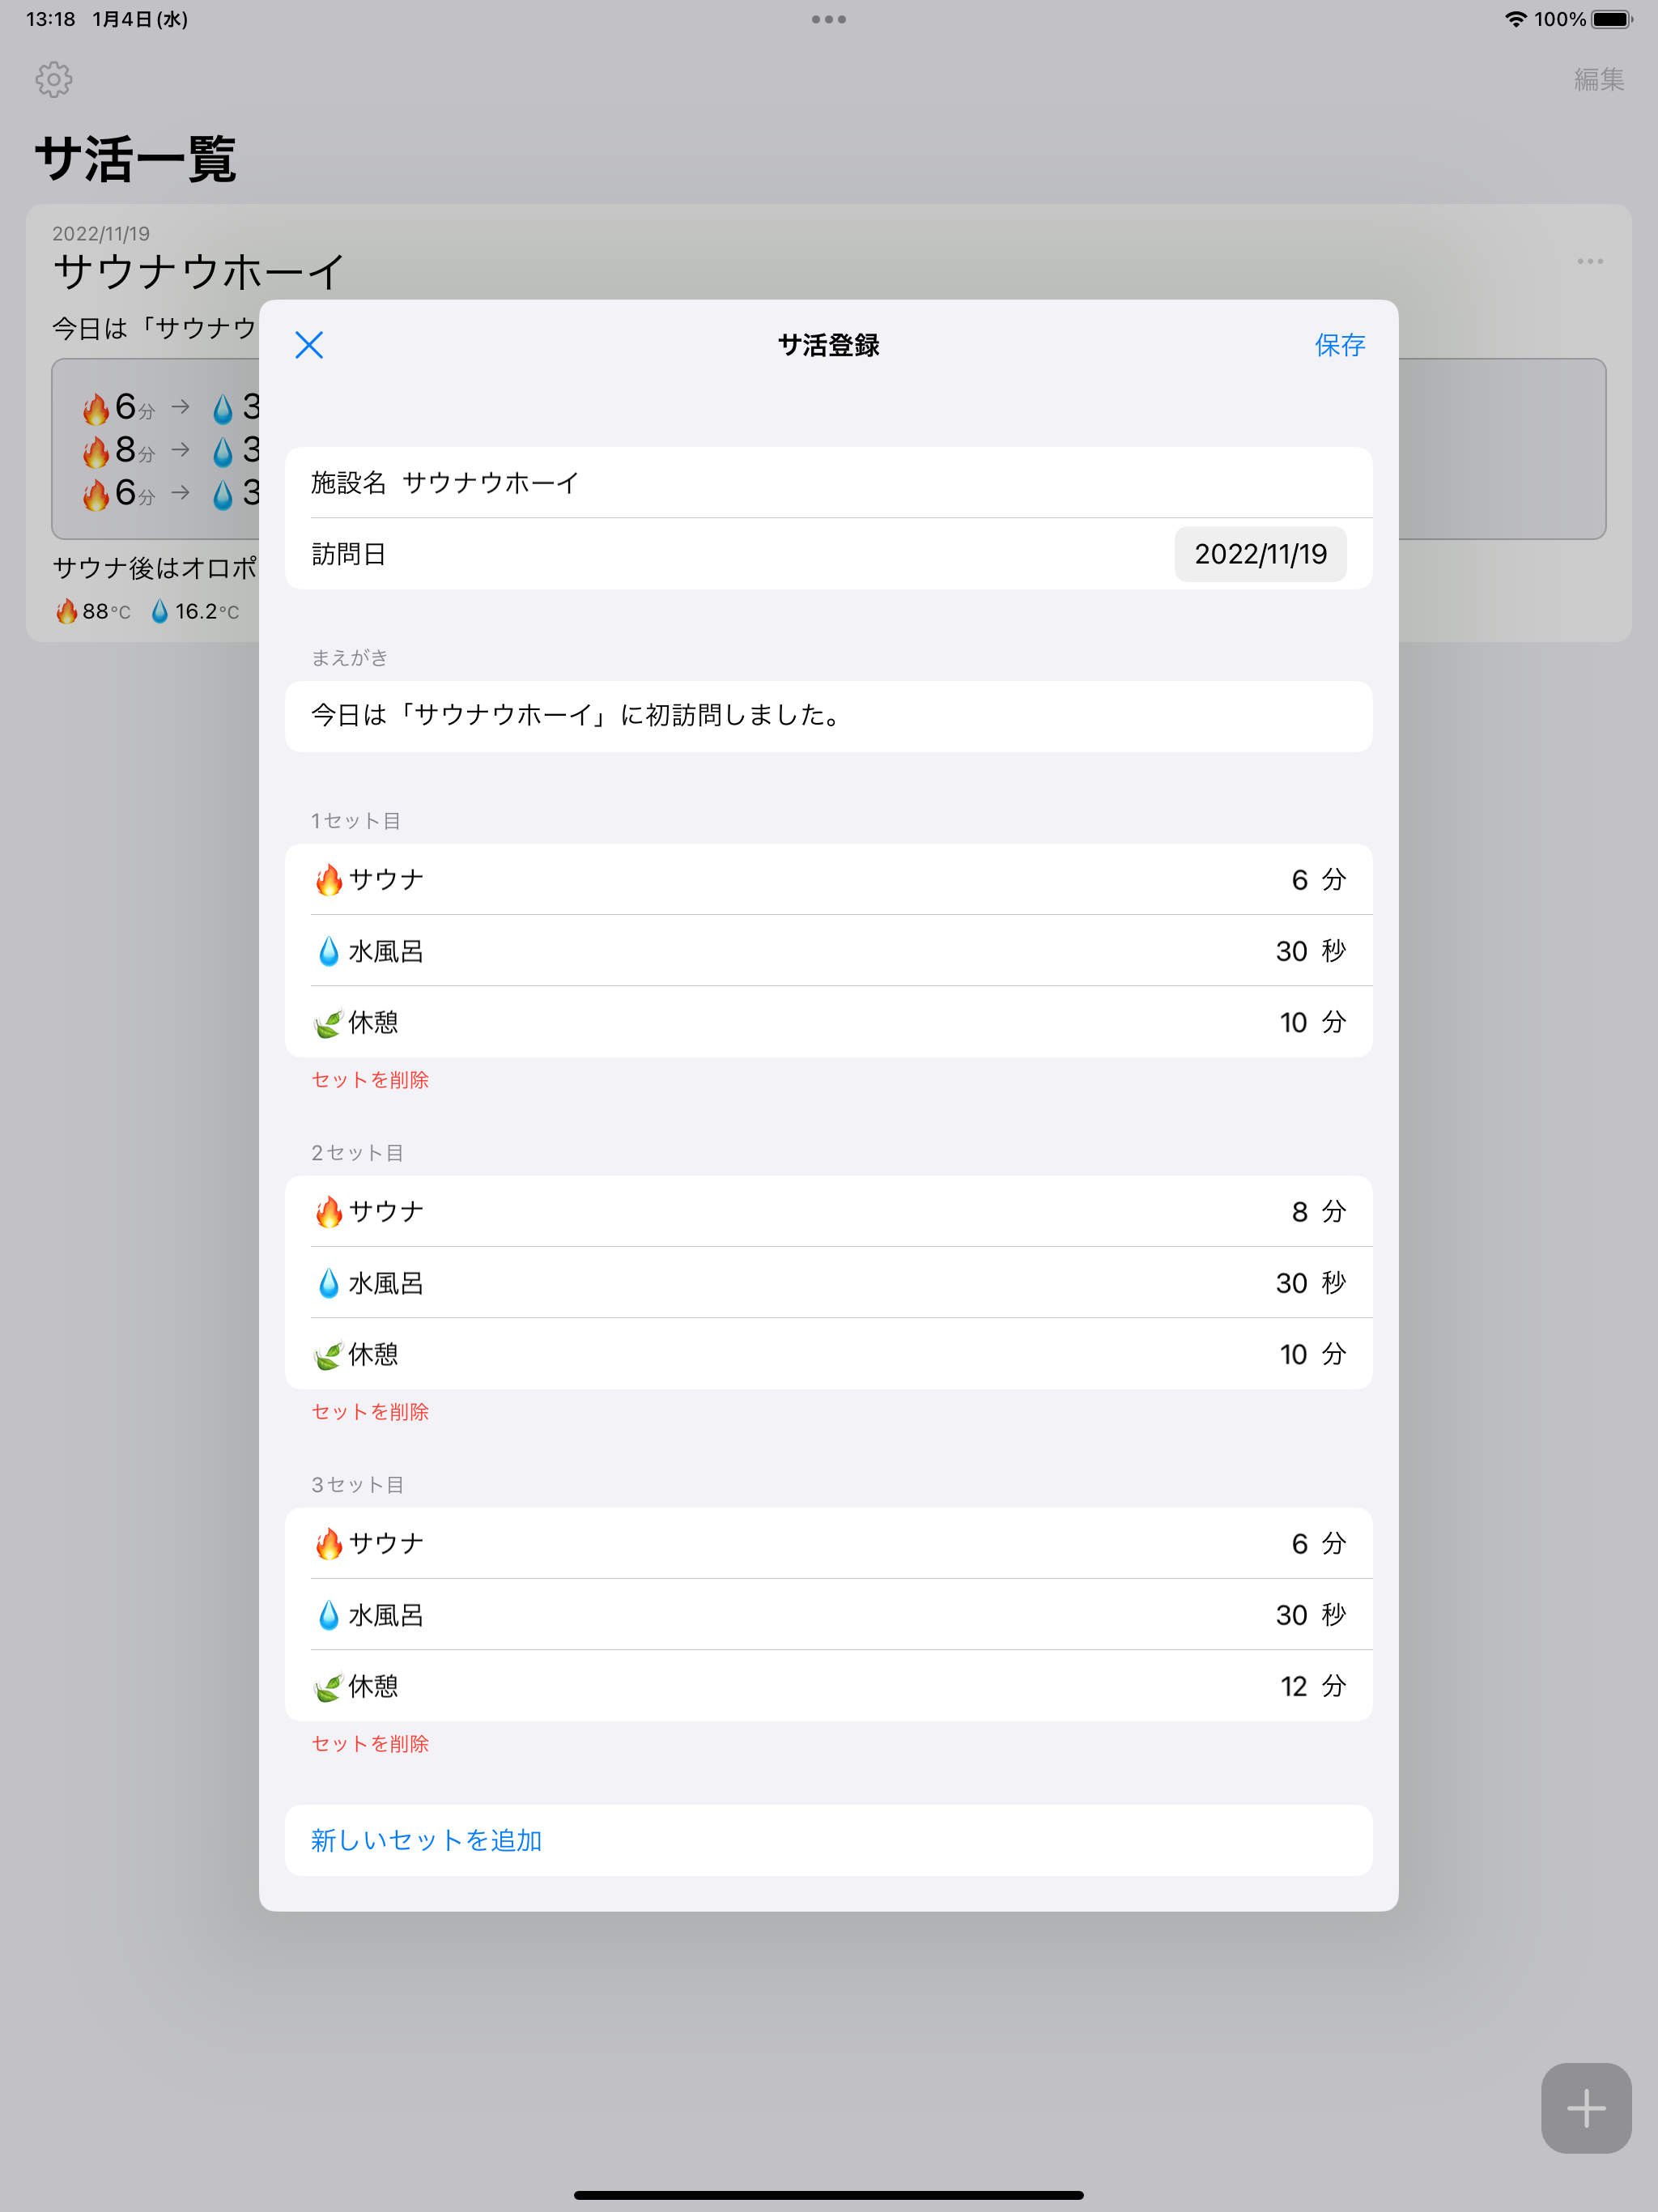 13:18 1月4日(水)
100%
編集
サ活一覧
2022/11/19
サウナウホーイ
今日は「サウナウ
🔥6分 → 💧3
🔥8分 → 💧3
🔥6分 → 💧3
サウナ後はオロポ
🔥88℃ 💧16.2℃
サ活登録
保存
施設名 サウナウホーイ
訪問日 2022/11/19
まえがき
今日は「サウナウホーイ」に初訪問しました。
1セット目
🔥サウナ 6 分
💧水風呂 30 秒
🍃休憩 10 分
セットを削除
2セット目
🔥サウナ 8 分
💧水風呂 30 秒
🍃休憩 10 分
セットを削除
3セット目
🔥サウナ 6 分
💧水風呂 30 秒
🍃休憩 12 分
セットを削除
新しいセットを追加